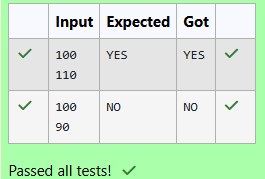 Input Expected Got
100 YES YES
110
100 NO NO
90
Passed all tests!